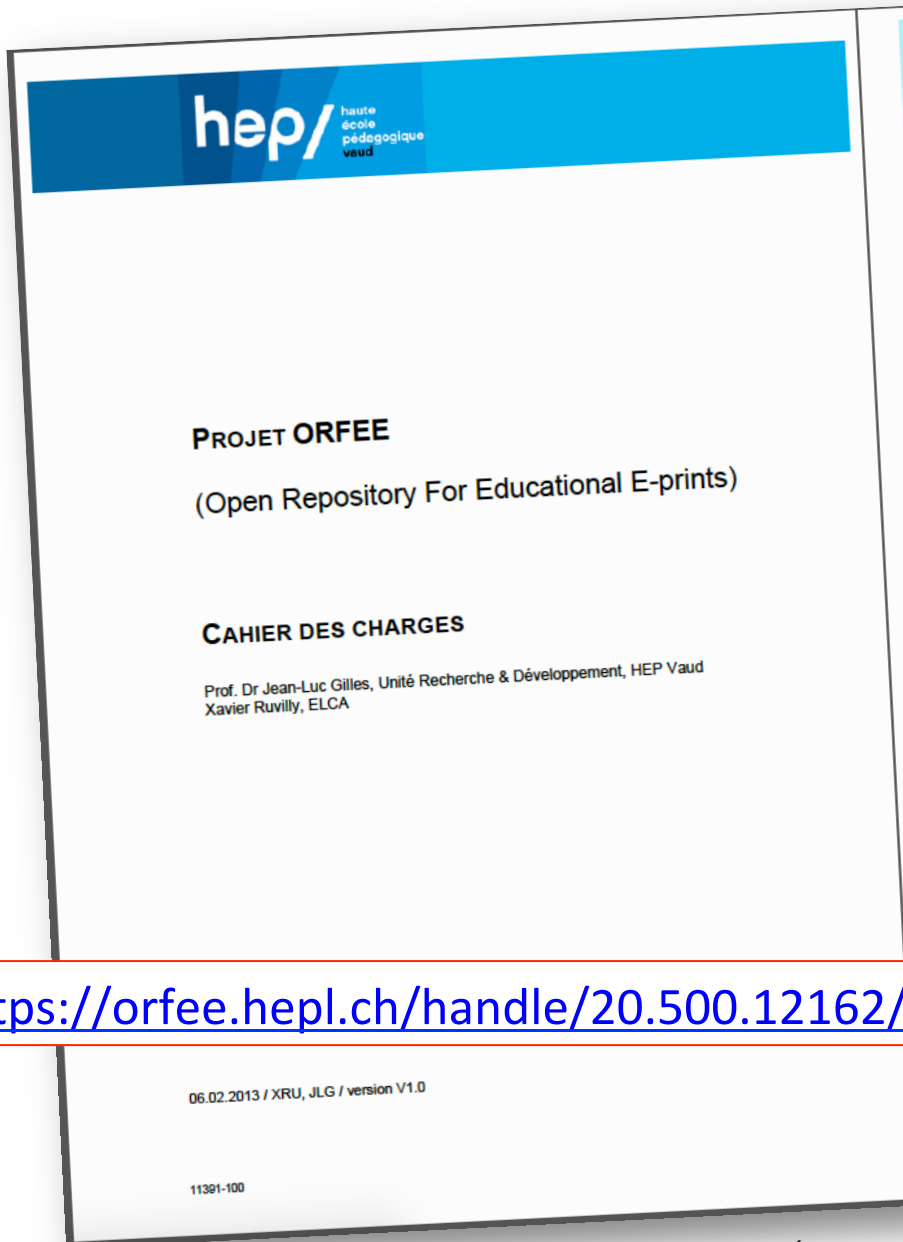 hep/ haute
école
pédagogique
vaud
PROJET ORFEE
(Open Repository For Educational E-prints)
CAHIER DES CHARGES
Prof. Dr Jean-Luc Gilles, Unité Recherche & Développement, HEP Vaud
Xavier Ruvilly, ELCA
tps://orfee.hepl.ch/handle/20.500.12162/
06.02.2013 / XRU, JLG / version V1.0
11391-100